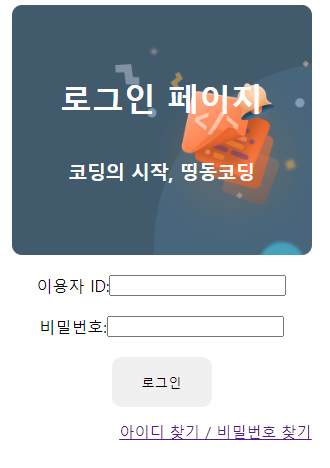 로그인 페이지
</>
코딩의 시작, 띵동코딩
이용자 ID:
비밀번호:
로그인
아이디 찾기 / 비밀번호 찾기